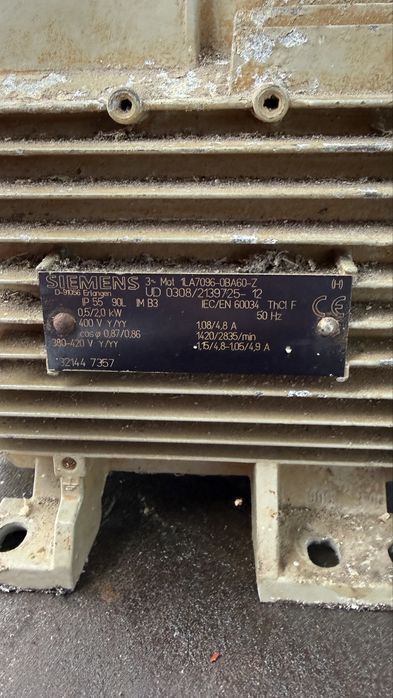 SIEMENS 3~ Mot 1LA7096-0BA60-Z (H)
D-91056 Erlangen UD 0308/2139725-12
IP 55 90L IM B3 IEC/EN 60034 ThCl F
0,5/2,0 kW 50 Hz CE
400 V Y/YY 1,08/4,8 A
cosφ 0,87/0,86 1420/2835/min
380-420 V Y/YY 1,15/4,8-1,05/4,9 A
32144 7357